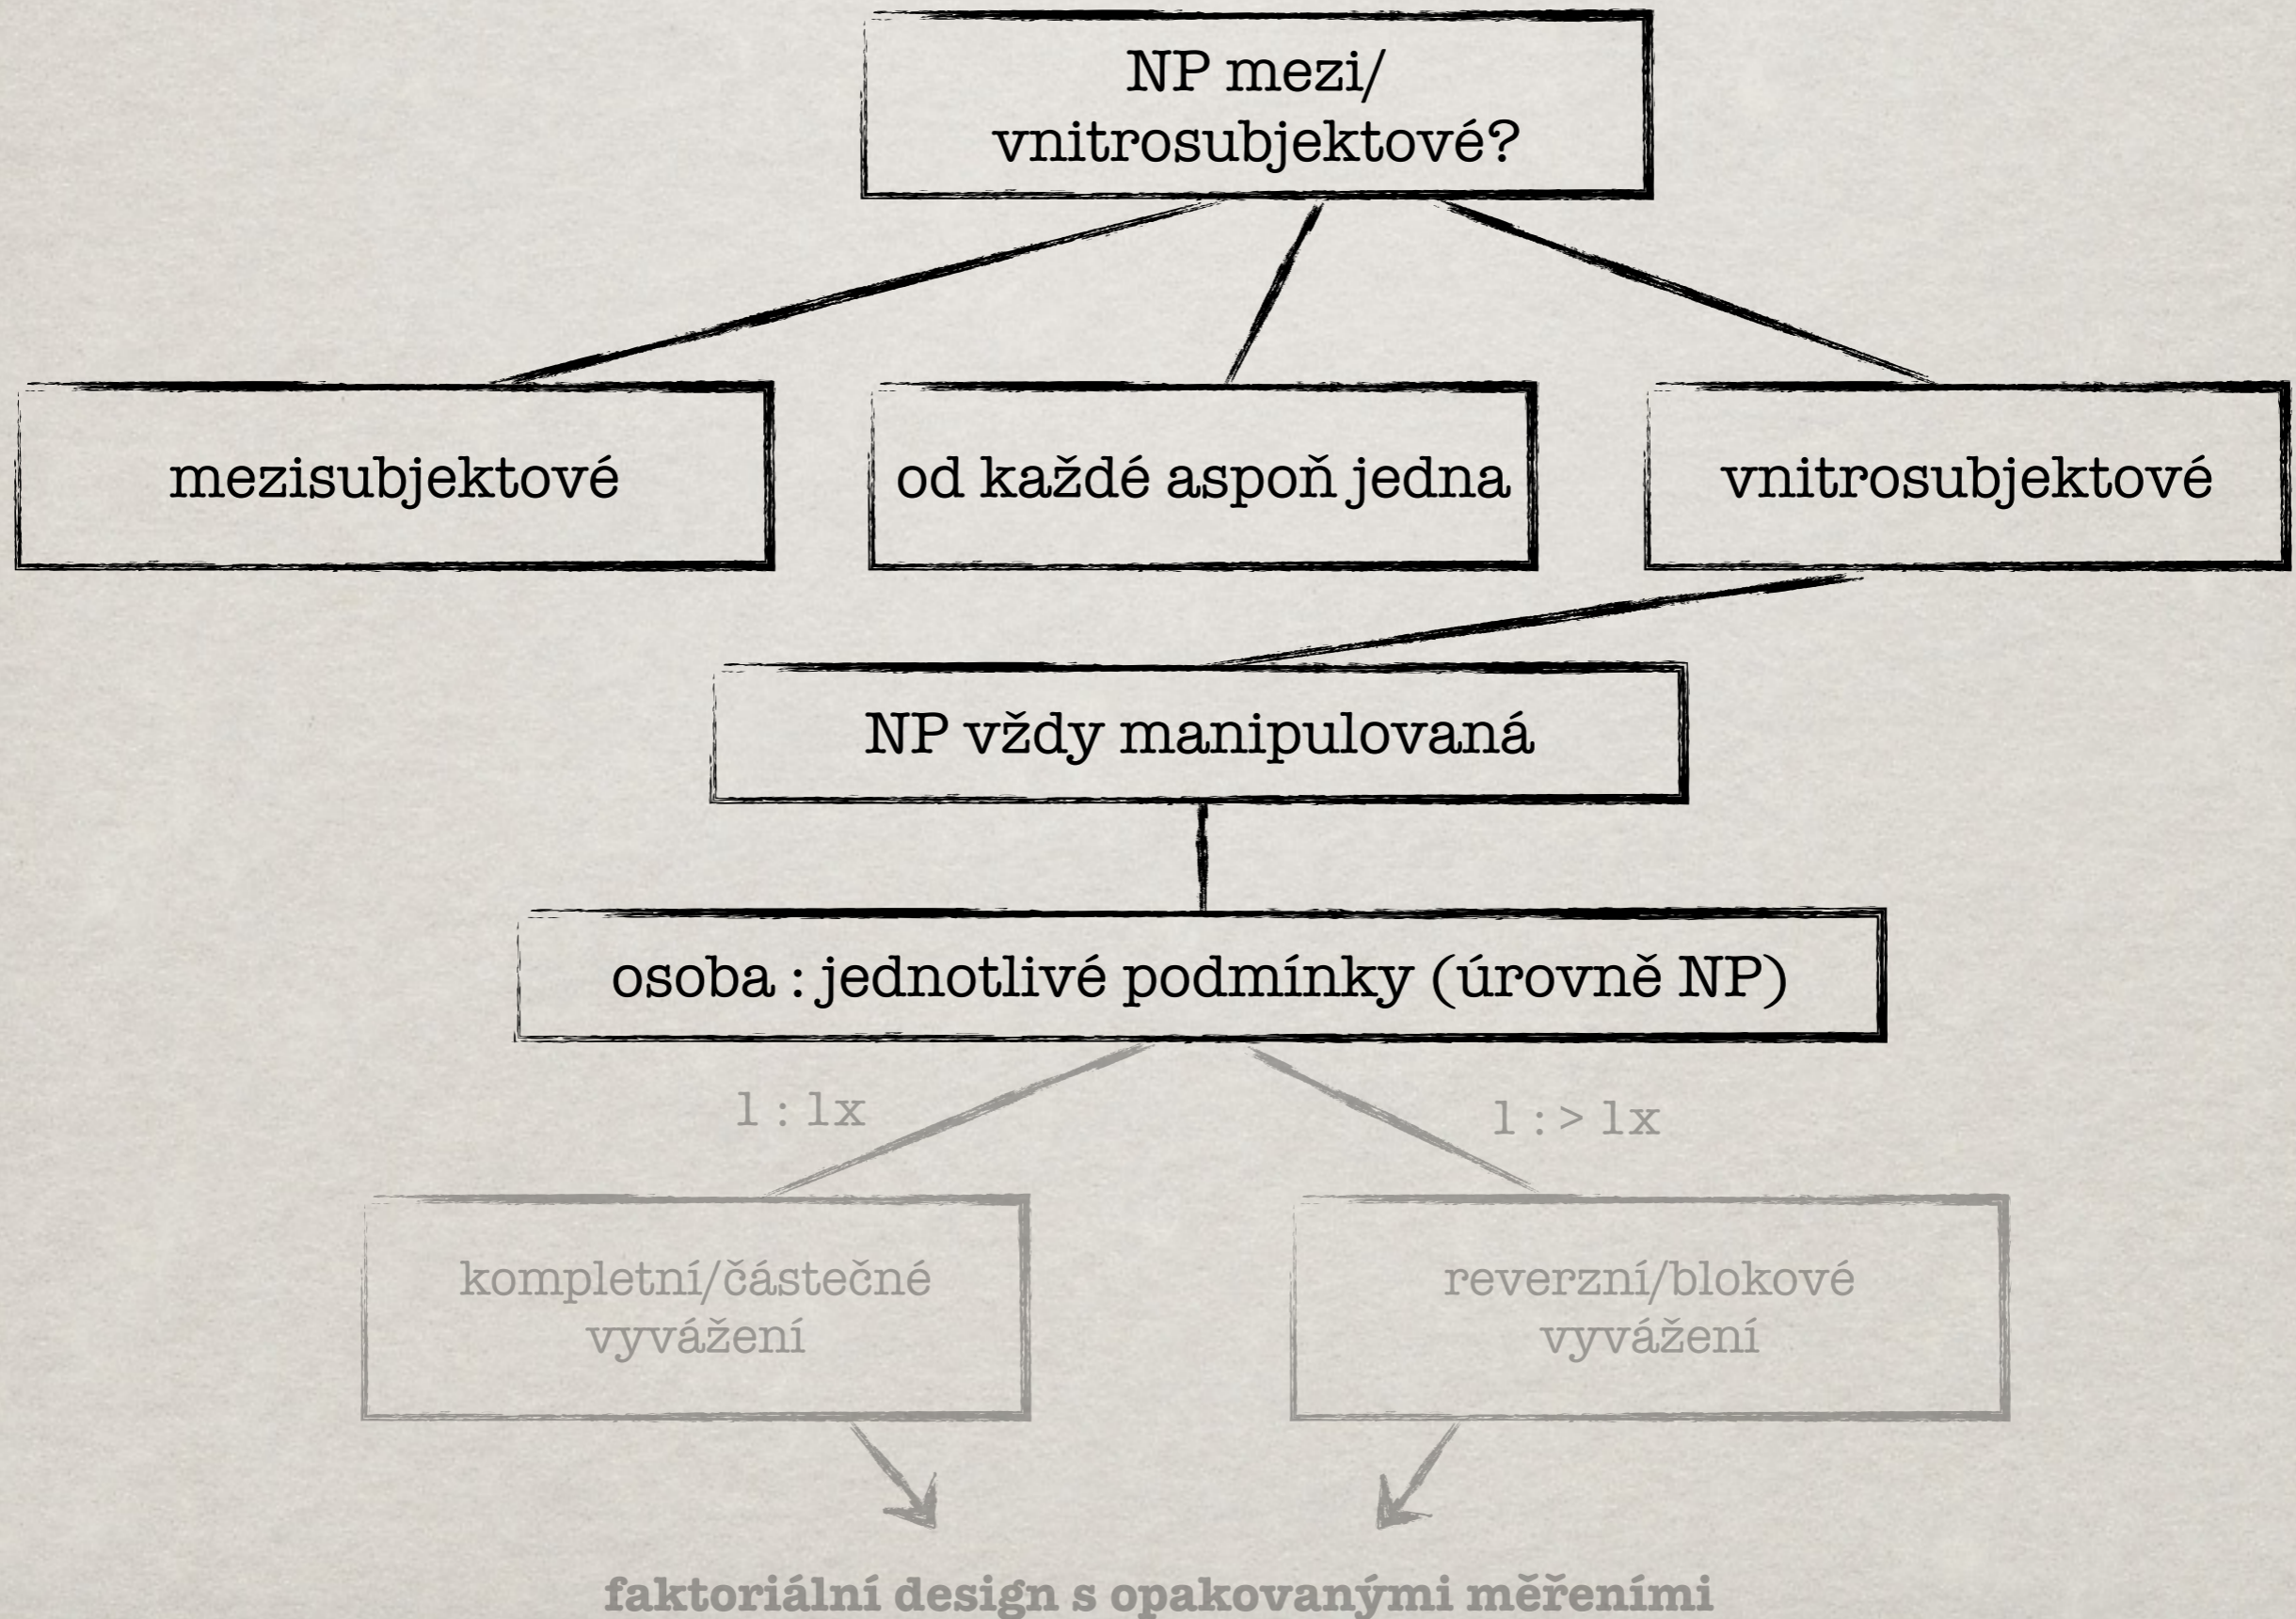 NP mezi/
vnitrosubjektové?
mezisubjektové
od každé aspoň jedna
vnitrosubjektové
NP vždy manipulovaná
osoba : jednotlivé podmínky (úrovně NP)
1 : 1x
1 : > 1x
kompletní/částečné
vyvážení
reverzní/blokové
vyvážení
faktoriální design s opakovanými měřeními